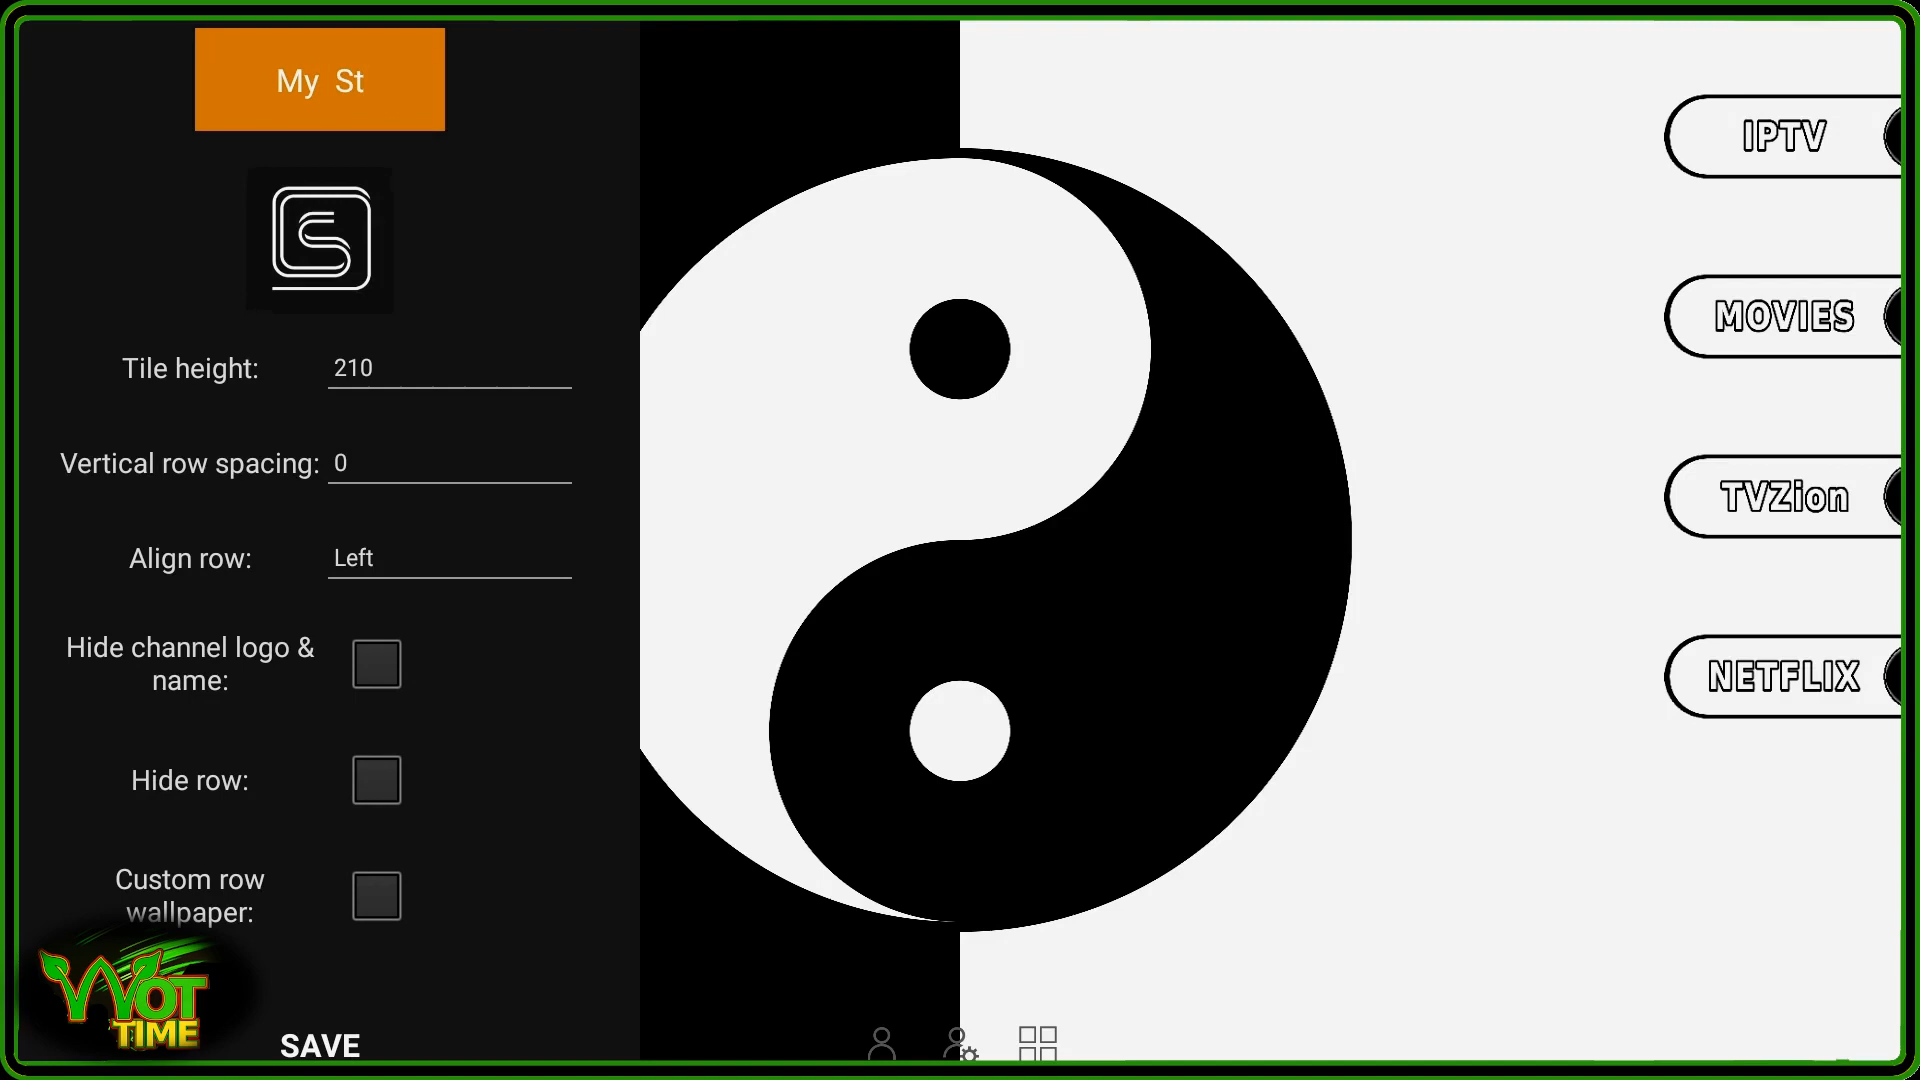 My St
Tile height: 210
Vertical row spacing: 0
Align row: Left
Hide channel logo &
name:
Hide row:
Custom row
wallpaper:
SAVE
WOT
TIME
IPTV
MOVIES
TVZion
NETFLIX